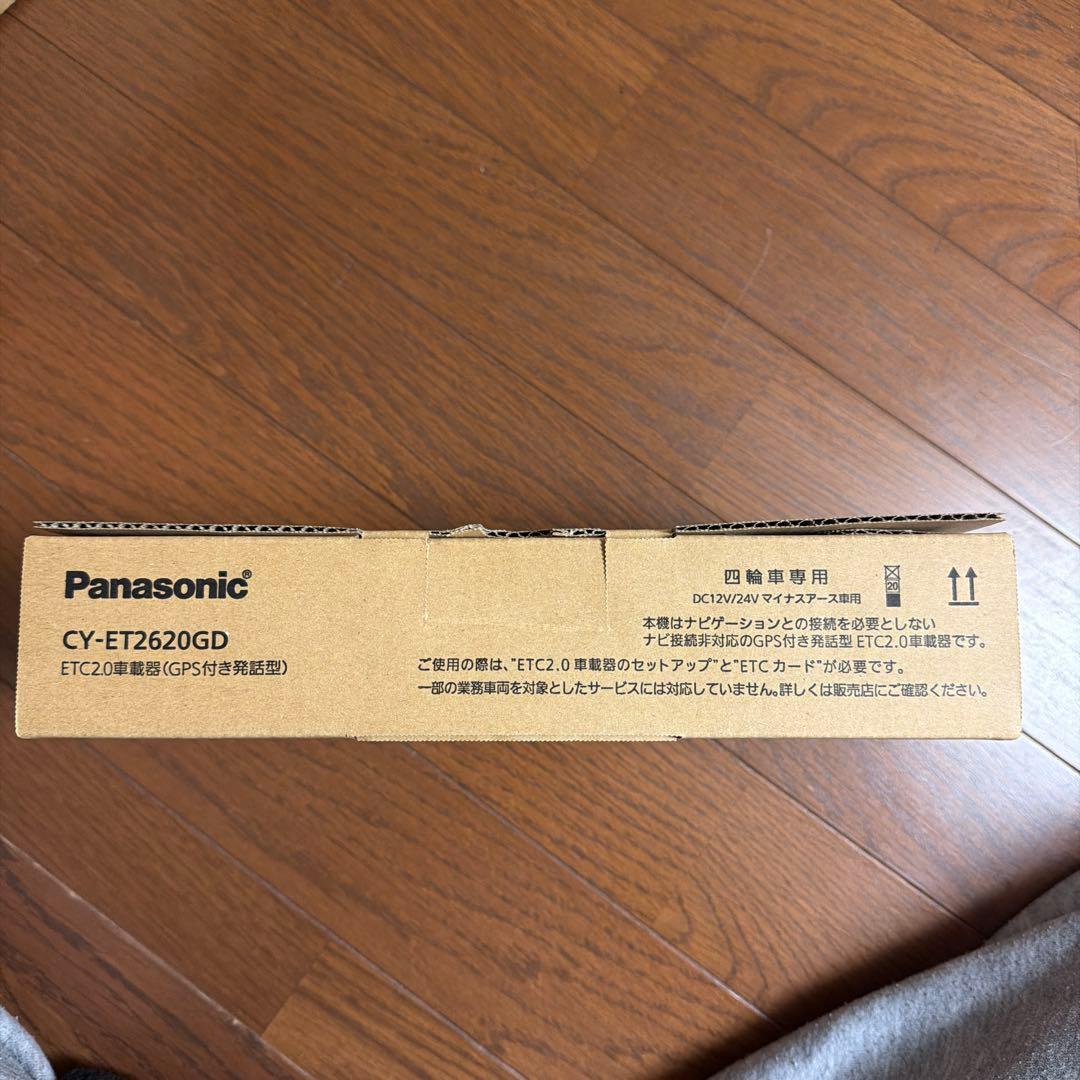 Panasonic®
CY-ET2620GD
ETC2.0車載器(GPS付き発話型)
四輪車専用
DC12V/24V マイナスアース車用
20
本機はナビゲーションとの接続を必要としない
ナビ接続非対応のGPS付き発話型 ETC2.0車載器です。
ご使用の際は、"ETC2.0 車載器のセットアップ"と"ETC カード"が必要です。
一部の業務車両を対象としたサービスには対応していません。詳しくは販売店にご確認ください。